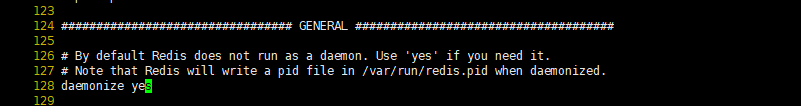 123
124 ################################# GENERAL #####################################
125
126 # By default Redis does not run as a daemon. Use 'yes' if you need it.
127 # Note that Redis will write a pid file in /var/run/redis.pid when daemonized.
128 daemonize yes
129